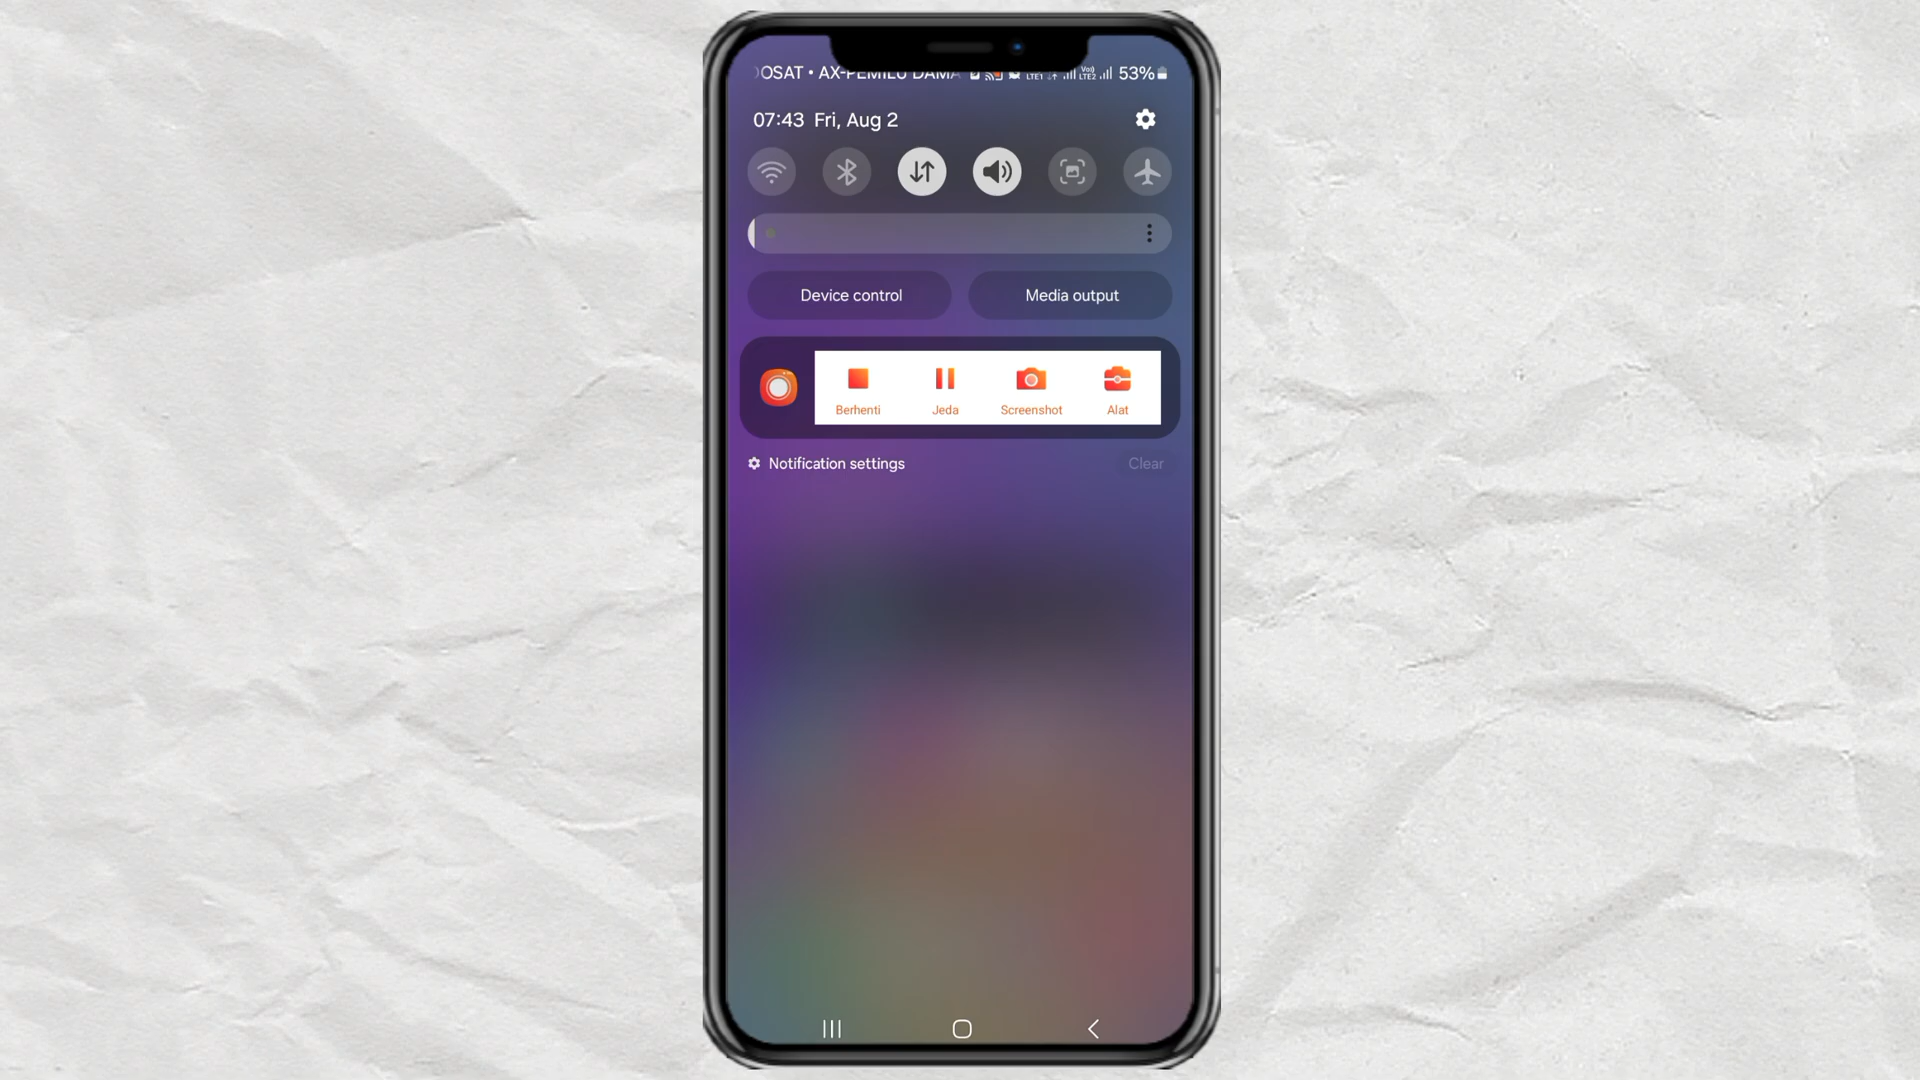 OSAT • AX-PEMILU DAMA 53%
07:43 Fri, Aug 2
Device control Media output
Berhenti Jeda Screenshot Alat
Notification settings Clear